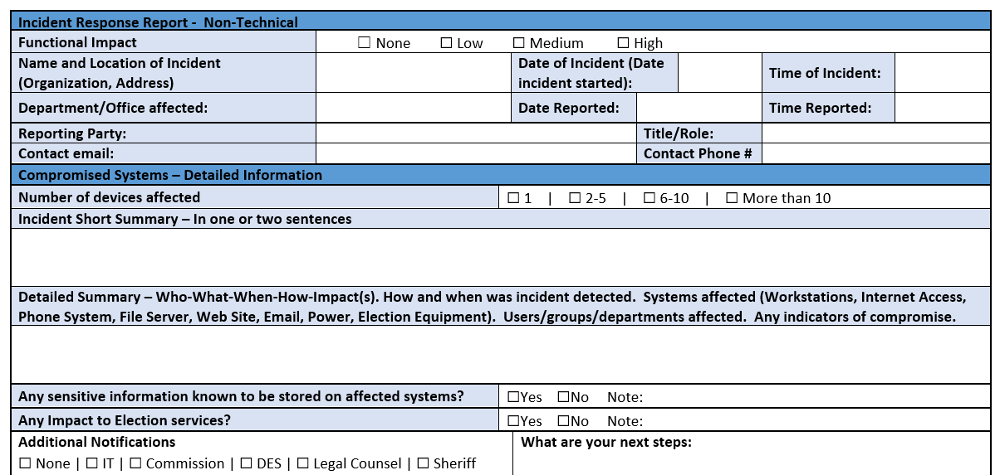 Incident Response Report - Non-Technical
Functional Impact ☐ None ☐ Low ☐ Medium ☐ High
Name and Location of Incident (Organization, Address)
Date of Incident (Date incident started):
Time of Incident:
Department/Office affected:
Date Reported:
Time Reported:
Reporting Party:
Title/Role:
Contact email:
Contact Phone #
Compromised Systems – Detailed Information
Number of devices affected ☐ 1 | ☐ 2-5 | ☐ 6-10 | ☐ More than 10
Incident Short Summary – In one or two sentences
Detailed Summary – Who-What-When-How-Impact(s). How and when was incident detected. Systems affected (Workstations, Internet Access,
Phone System, File Server, Web Site, Email, Power, Election Equipment). Users/groups/departments affected. Any indicators of compromise.
Any sensitive information known to be stored on affected systems? ☐Yes ☐No Note:
Any Impact to Election services? ☐Yes ☐No Note:
Additional Notifications
☐ None | ☐ IT | ☐ Commission | ☐ DES | ☐ Legal Counsel | ☐ Sheriff
What are your next steps: